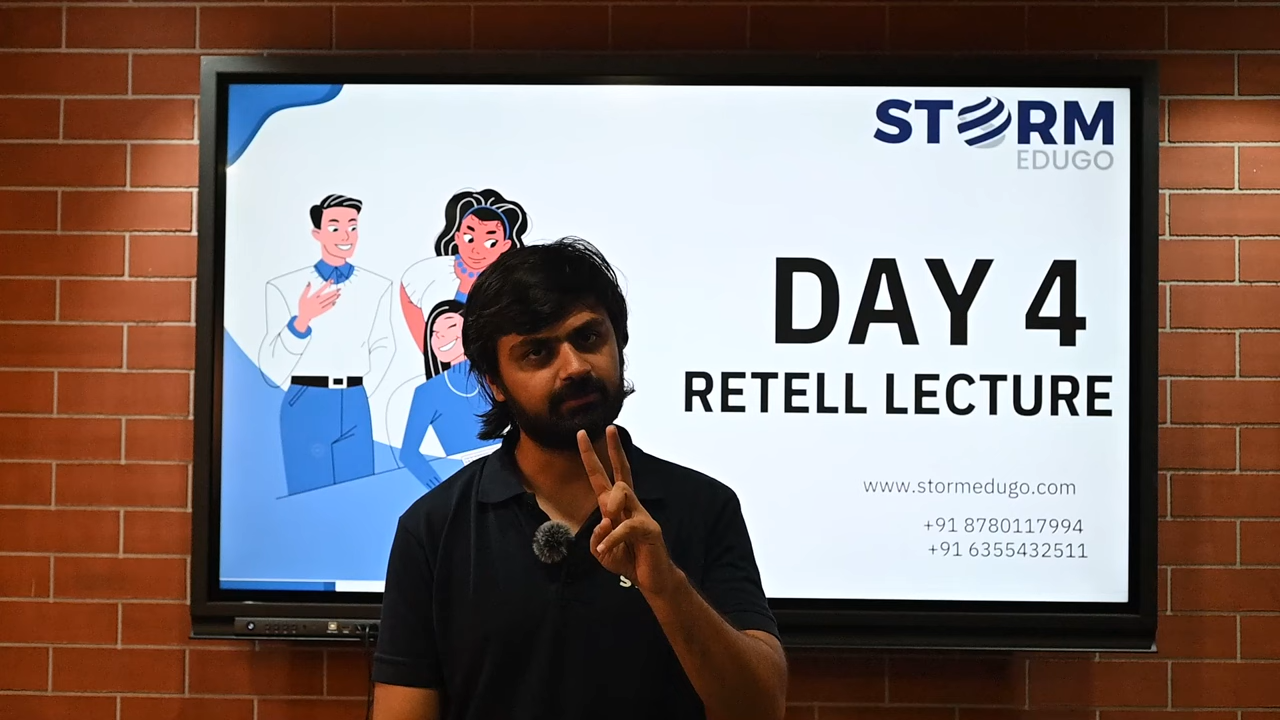 STORM
EDUGO
DAY 4
RETELL LECTURE
www.stormedugo.com
+91 8780117994
+91 6355432511